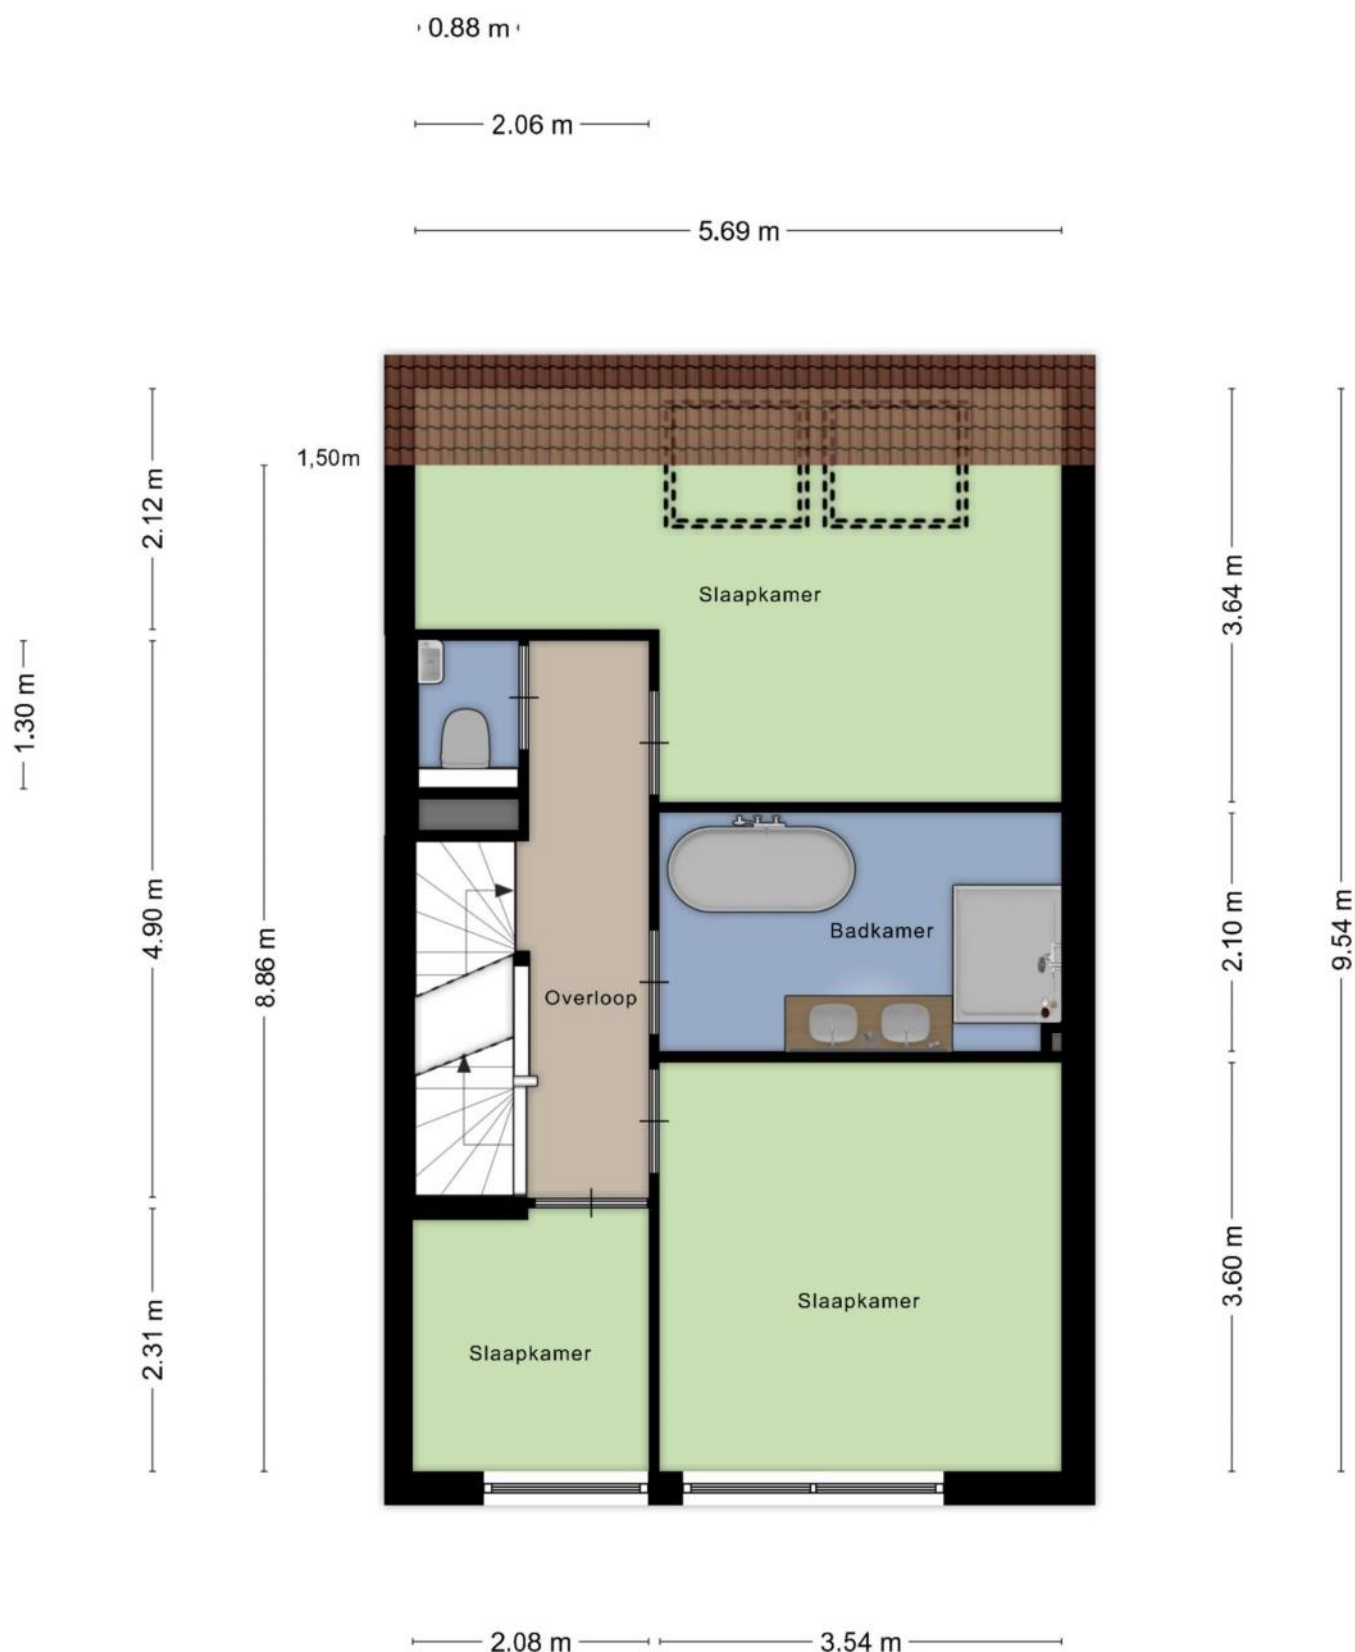 0.88 m
2.06 m
5.69 m
1,50m
2.12 m
3.64 m
Slaapkamer
1.30 m
4.90 m
8.86 m
Badkamer
2.10 m
9.54 m
Overloop
Slaapkamer
3.60 m
2.31 m
Slaapkamer
2.08 m
3.54 m